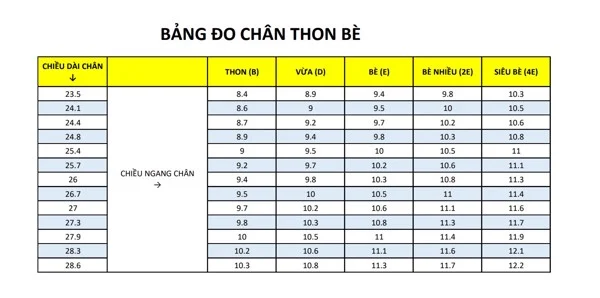 BẢNG ĐO CHÂN THON BÈ
CHIỀU DÀI CHÂN ↓ THON (B) VỪA (D) BÈ (E) BÈ NHIỀU (2E) SIÊU BÈ (4E)
23.5 8.4 8.9 9.4 9.8 10.3
24.1 8.6 9 9.5 10 10.5
24.4 8.7 9.2 9.7 10.2 10.6
24.8 8.9 9.4 9.8 10.3 10.8
25.4 9 9.5 10 10.5 11
25.7 9.2 9.7 10.2 10.6 11.1
26 CHIỀU NGANG CHÂN → 9.4 9.8 10.3 10.8 11.3
26.7 9.5 10 10.5 11 11.4
27 9.7 10.2 10.6 11.1 11.6
27.3 9.8 10.3 10.8 11.3 11.7
27.9 10 10.5 11 11.4 11.9
28.3 10.2 10.6 11.1 11.6 12.1
28.6 10.3 10.8 11.3 11.7 12.2